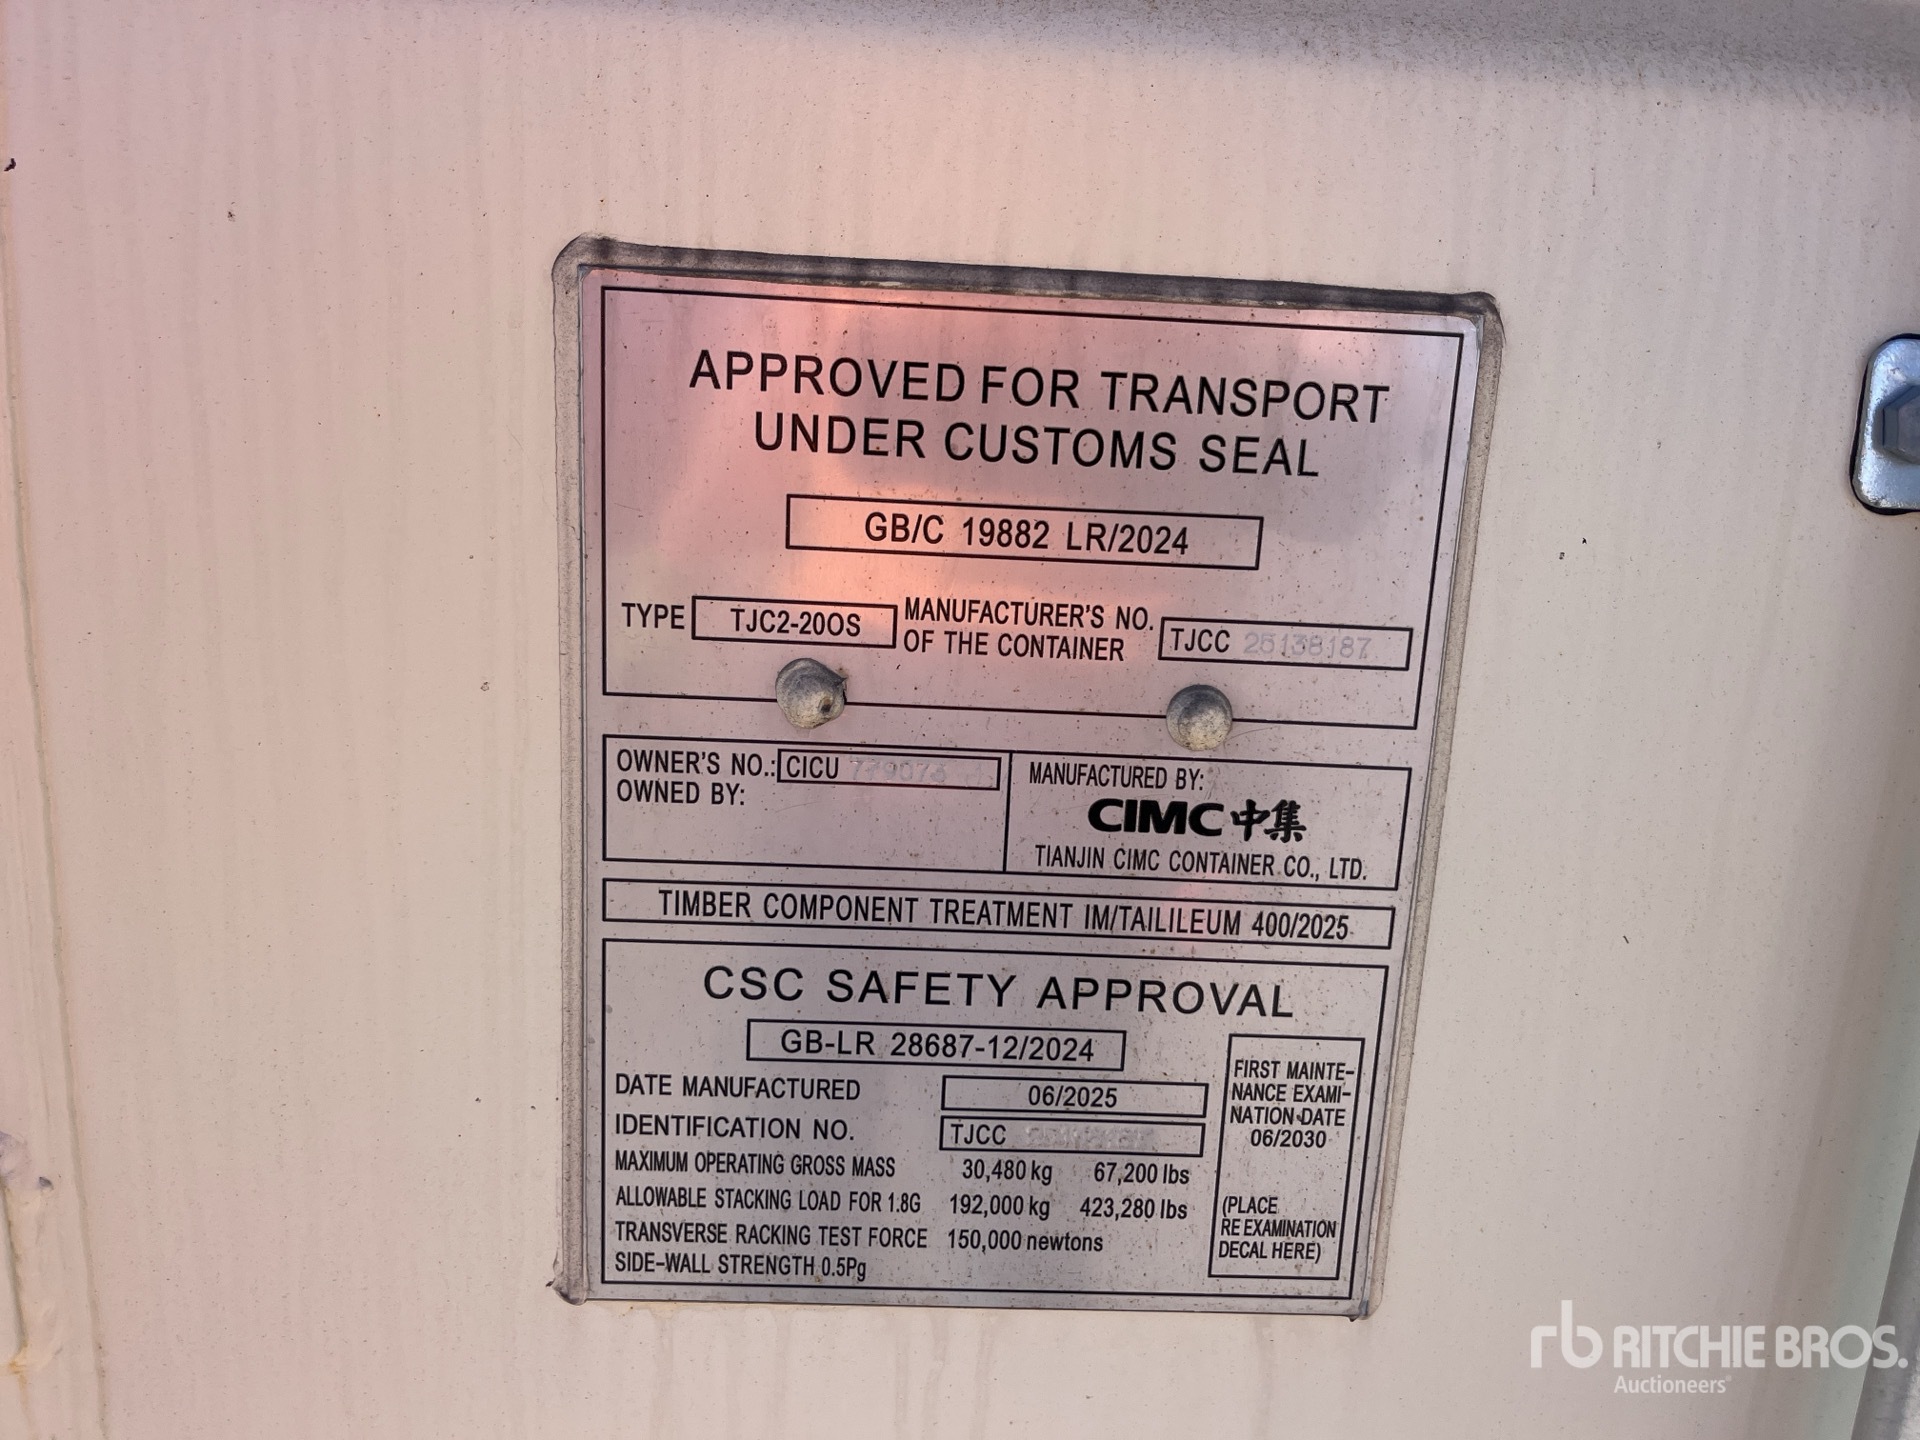 APPROVED FOR TRANSPORT
UNDER CUSTOMS SEAL
GB/C 19882 LR/2024
TYPE TJC2-20OS MANUFACTURER'S NO. OF THE CONTAINER TJCC 25138187
OWNER'S NO.: CICU
OWNED BY:
MANUFACTURED BY:
CIMC 中集
TIANJIN CIMC CONTAINER CO., LTD.
TIMBER COMPONENT TREATMENT IM/TAILILEUM 400/2025
CSC SAFETY APPROVAL
GB-LR 28687-12/2024
DATE MANUFACTURED 06/2025
IDENTIFICATION NO. TJCC
MAXIMUM OPERATING GROSS MASS 30,480 kg 67,200 lbs
ALLOWABLE STACKING LOAD FOR 1.8G 192,000 kg 423,280 lbs
TRANSVERSE RACKING TEST FORCE 150,000 newtons
SIDE-WALL STRENGTH 0.5Pg
FIRST MAINTE-
NANCE EXAMI-
NATION DATE
06/2030
(PLACE
RE EXAMINATION
DECAL HERE)
rb RITCHIE BROS.
Auctioneers